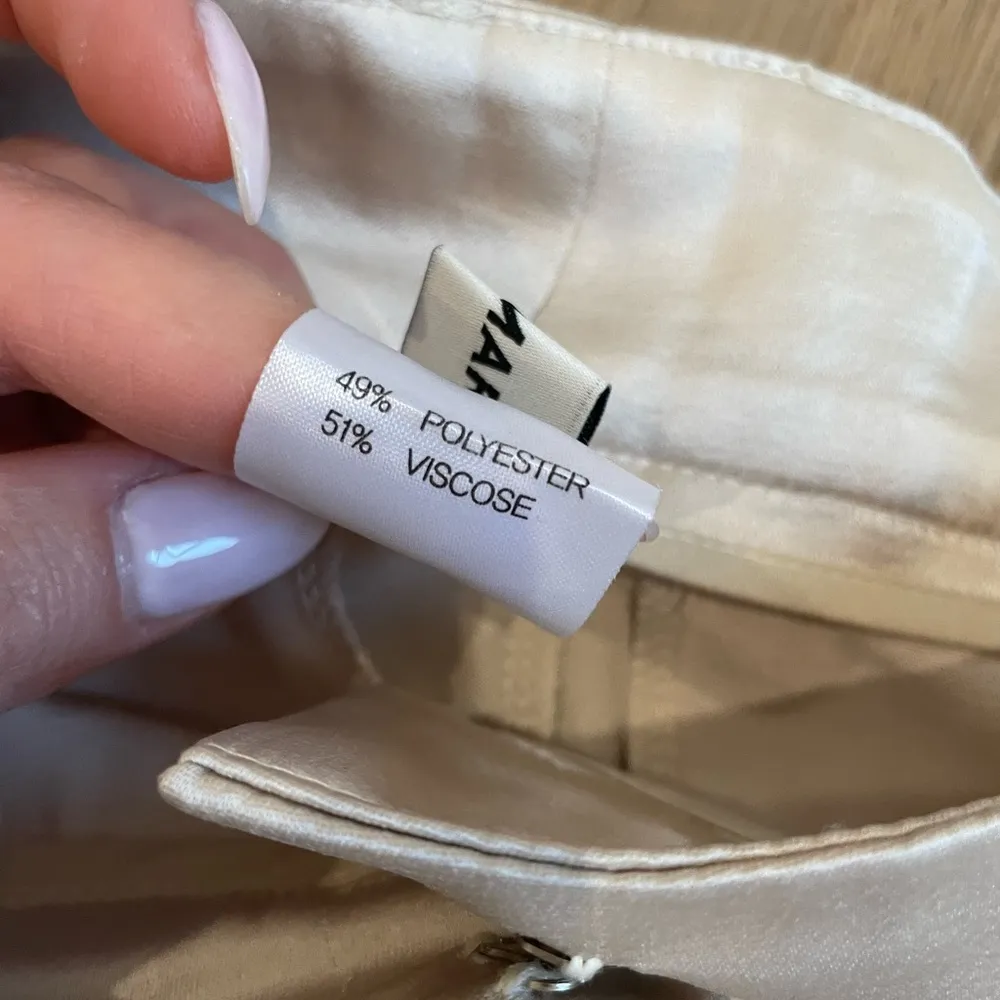 49% POLYESTER
51% VISCOSE